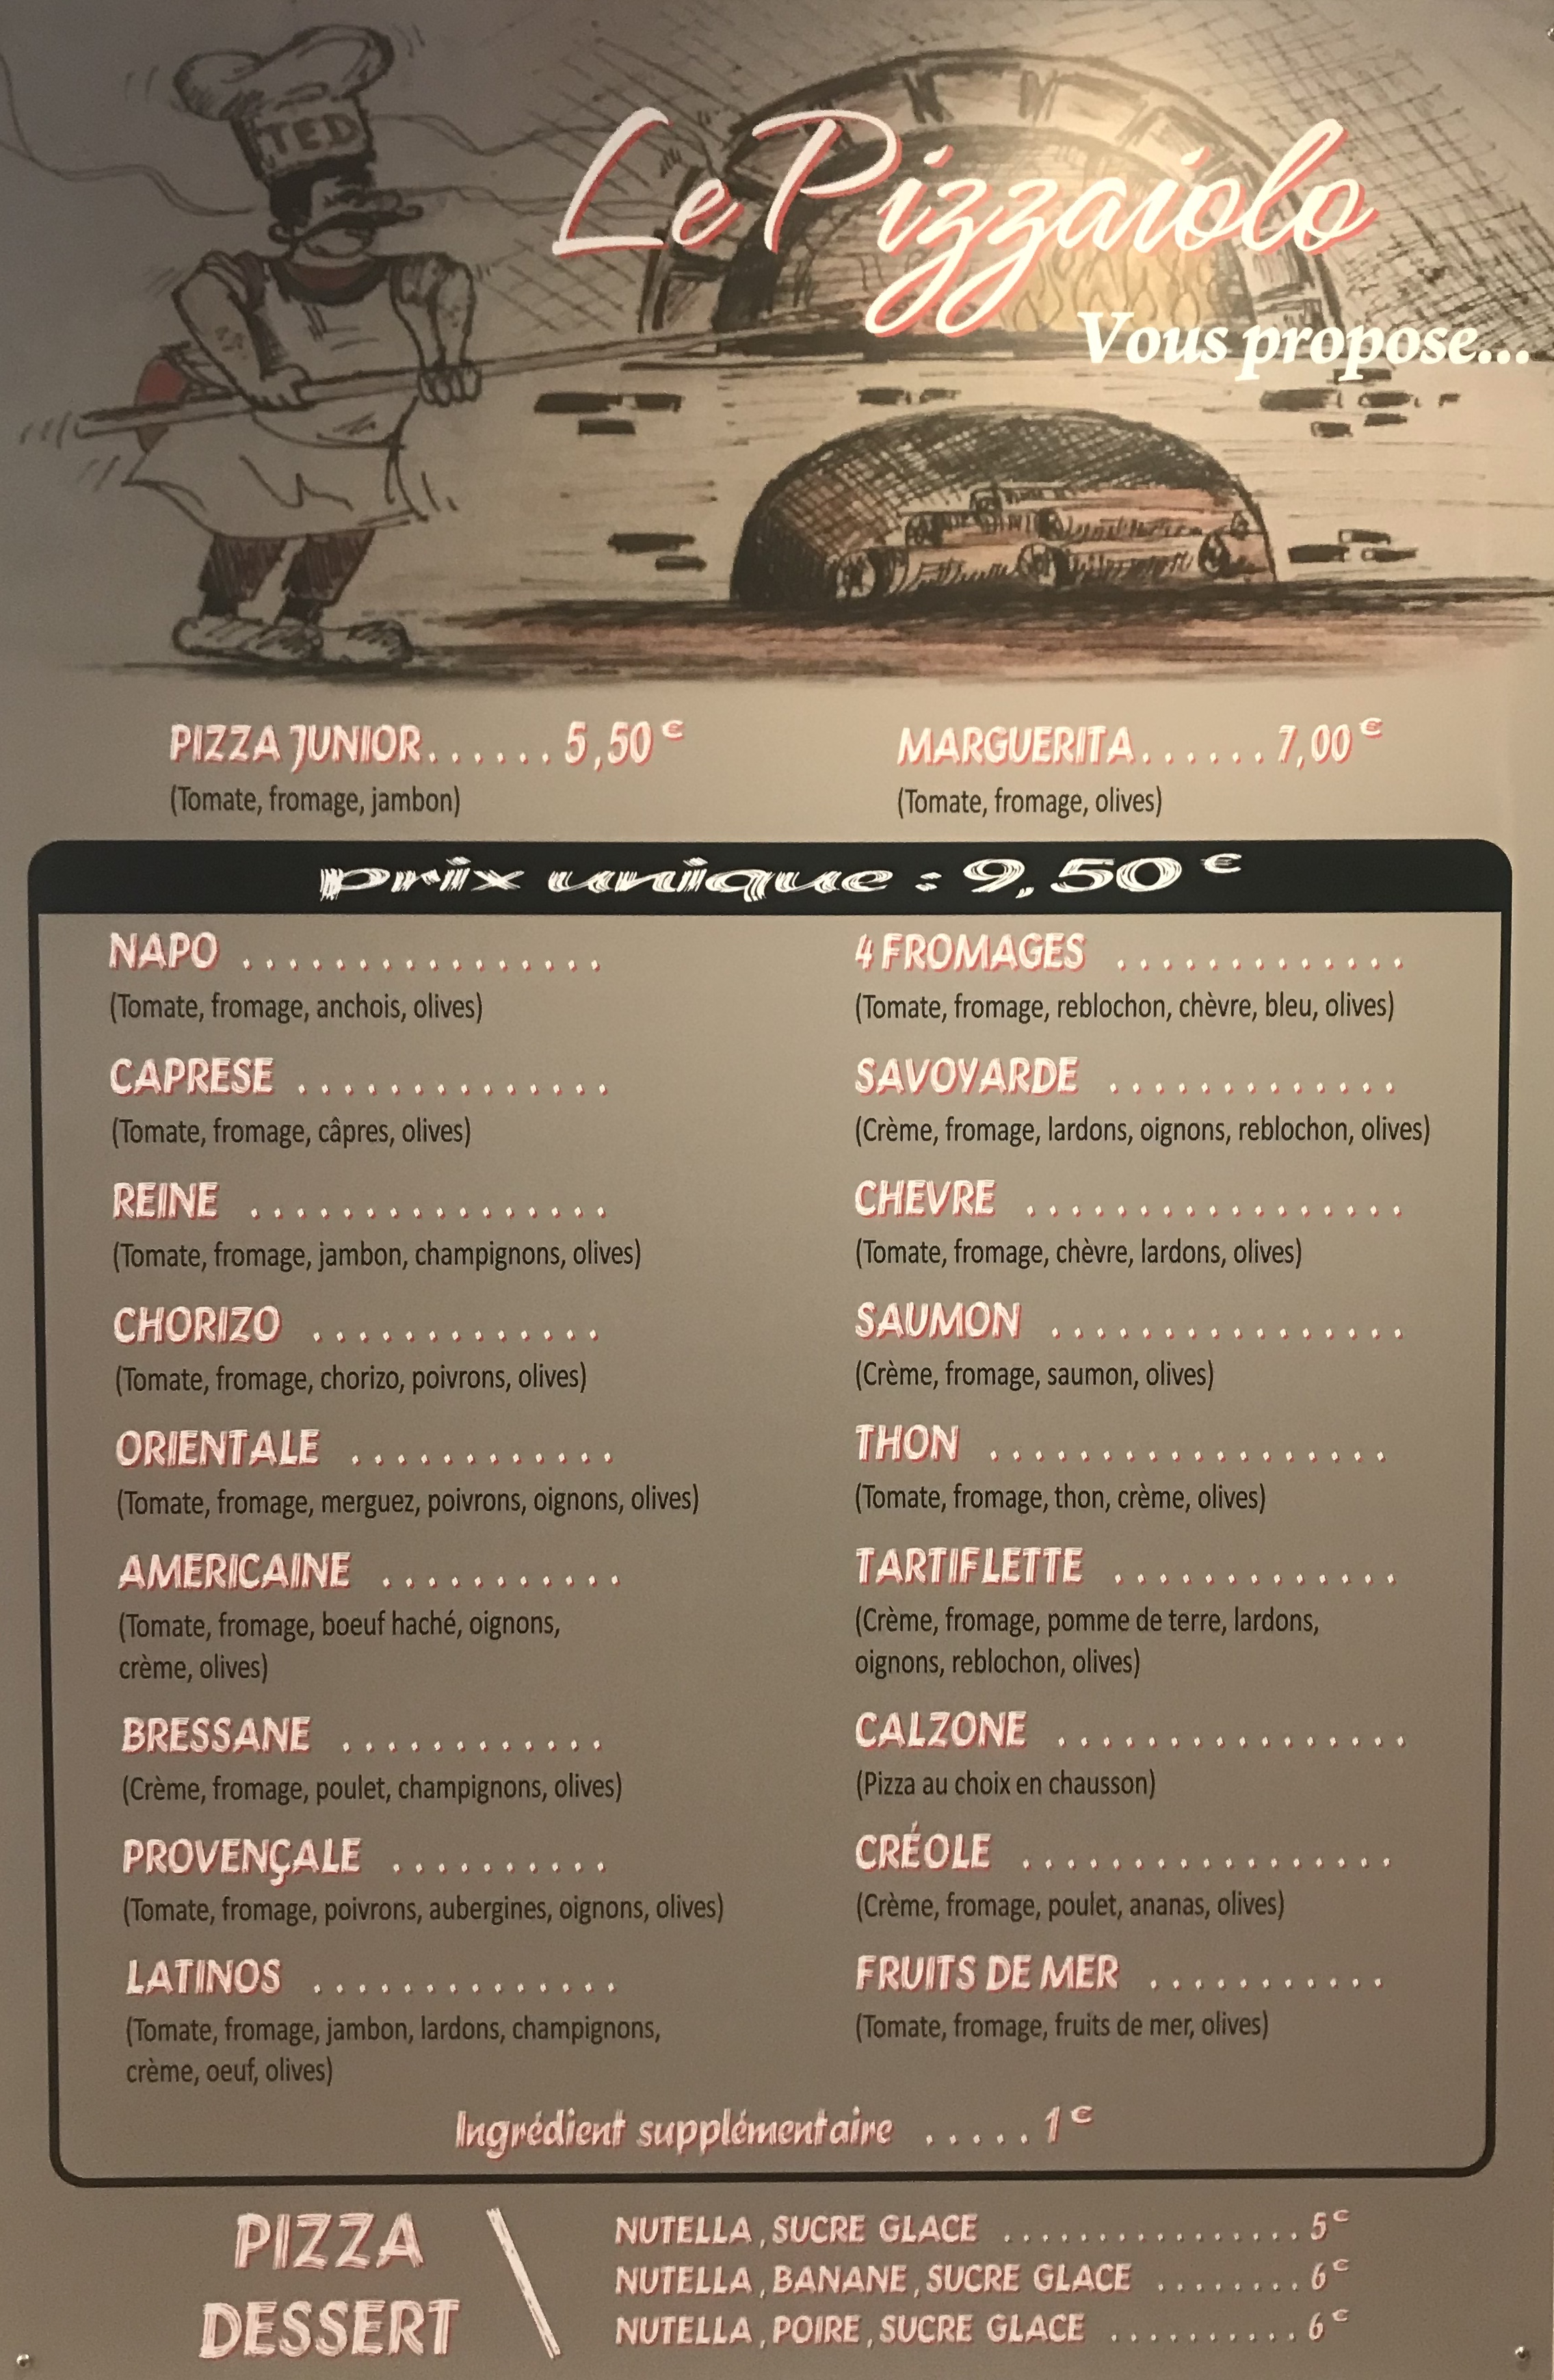 TED
Le Pizzaiolo
Vous propose...
PIZZA JUNIOR...... 5,50 €
(Tomate, fromage, jambon)
MARGUERITA...... 7,00 €
(Tomate, fromage, olives)
prix unique : 9,50 €
NAPO ................
(Tomate, fromage, anchois, olives)
CAPRESE ..............
(Tomate, fromage, câpres, olives)
REINE ................
(Tomate, fromage, jambon, champignons, olives)
CHORIZO .............
(Tomate, fromage, chorizo, poivrons, olives)
ORIENTALE ............
(Tomate, fromage, merguez, poivrons, oignons, olives)
AMERICAINE ...........
(Tomate, fromage, boeuf haché, oignons,
crème, olives)
BRESSANE ............
(Crème, fromage, poulet, champignons, olives)
PROVENÇALE ..........
(Tomate, fromage, poivrons, aubergines, oignons, olives)
LATINOS ..............
(Tomate, fromage, jambon, lardons, champignons,
crème, oeuf, olives)
4 FROMAGES .............
(Tomate, fromage, reblochon, chèvre, bleu, olives)
SAVOYARDE .............
(Crème, fromage, lardons, oignons, reblochon, olives)
CHEVRE .................
(Tomate, fromage, chèvre, lardons, olives)
SAUMON ................
(Crème, fromage, saumon, olives)
THON ..................
(Tomate, fromage, thon, crème, olives)
TARTIFLETTE .............
(Crème, fromage, pomme de terre, lardons,
oignons, reblochon, olives)
CALZONE ................
(Pizza au choix en chausson)
CRÉOLE .................
(Crème, fromage, poulet, ananas, olives)
FRUITS DE MER ...........
(Tomate, fromage, fruits de mer, olives)
Ingrédient supplémentaire ..... 1 €
PIZZA
DESSERT
NUTELLA, SUCRE GLACE ................ 5 €
NUTELLA, BANANE, SUCRE GLACE ........ 6 €
NUTELLA, POIRE, SUCRE GLACE .......... 6 €